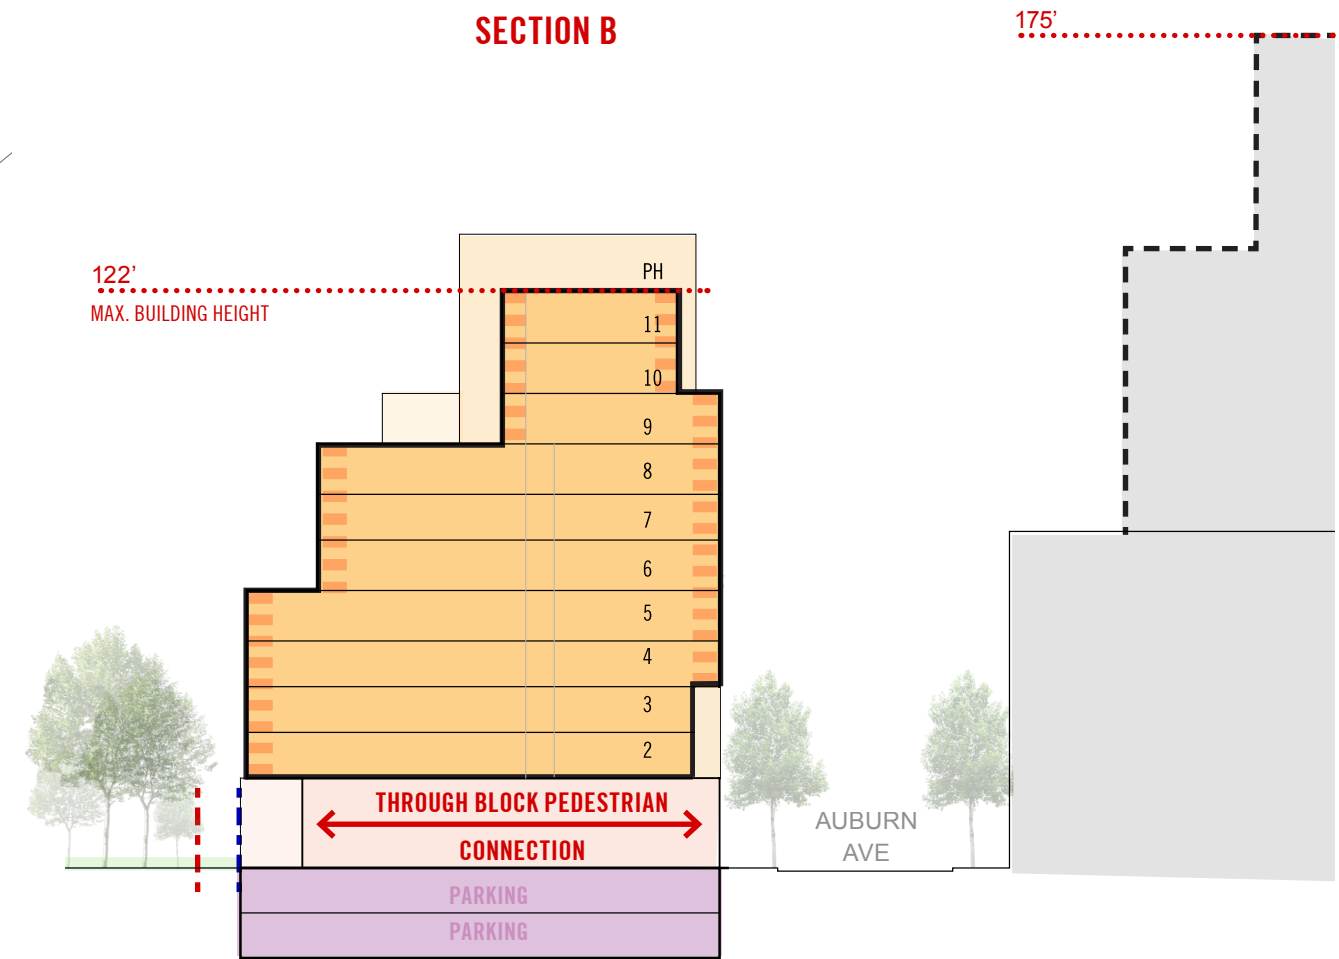 SECTION B
175’
122’
MAX. BUILDING HEIGHT
PH
11
10
9
8
7
6
5
4
3
2
THROUGH BLOCK PEDESTRIAN
CONNECTION
AUBURN
AVE
PARKING
PARKING